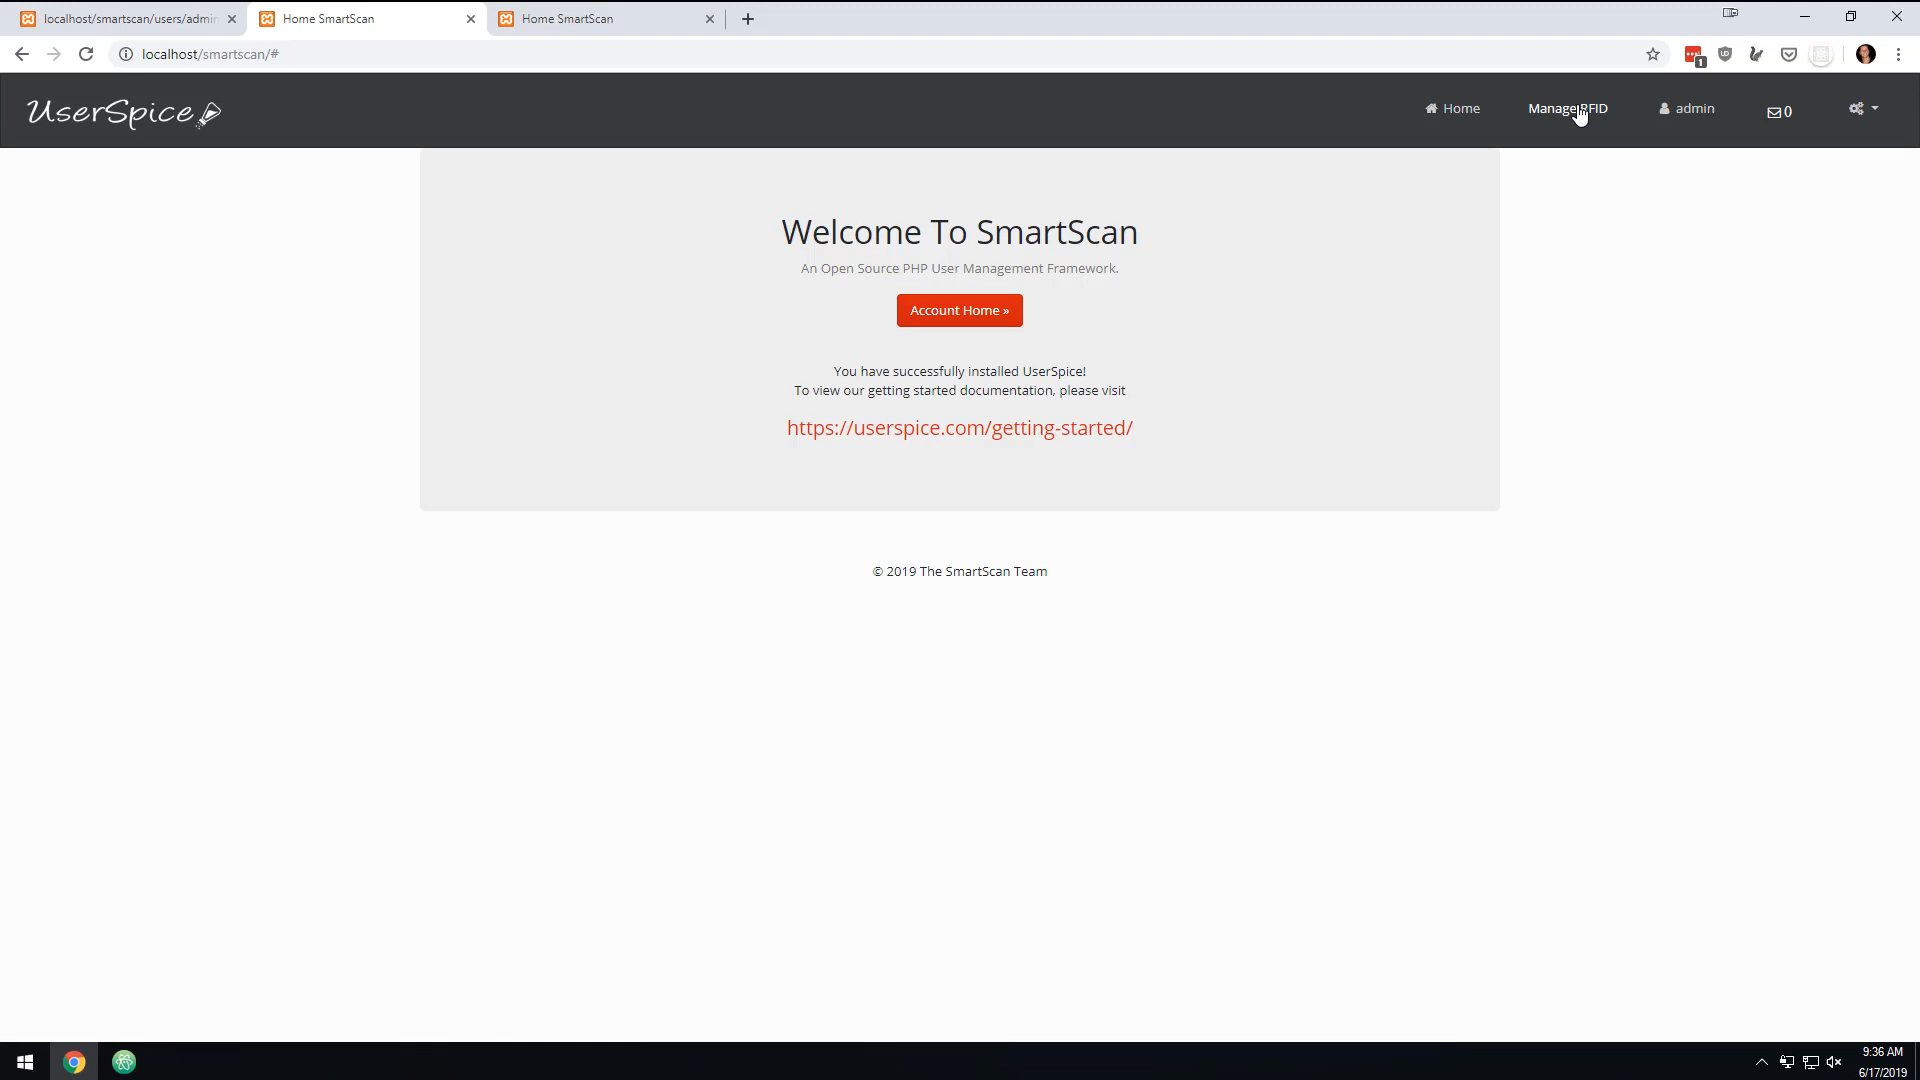 localhost/smartscan/users/admin
Home SmartScan
Home SmartScan
localhost/smartscan/#
1
UserSpice
Home
Manage RFID
admin
0
Welcome To SmartScan
An Open Source PHP User Management Framework.
Account Home »
You have successfully installed UserSpice!
To view our getting started documentation, please visit
https://userspice.com/getting-started/
© 2019 The SmartScan Team
9:36 AM
6/17/2019